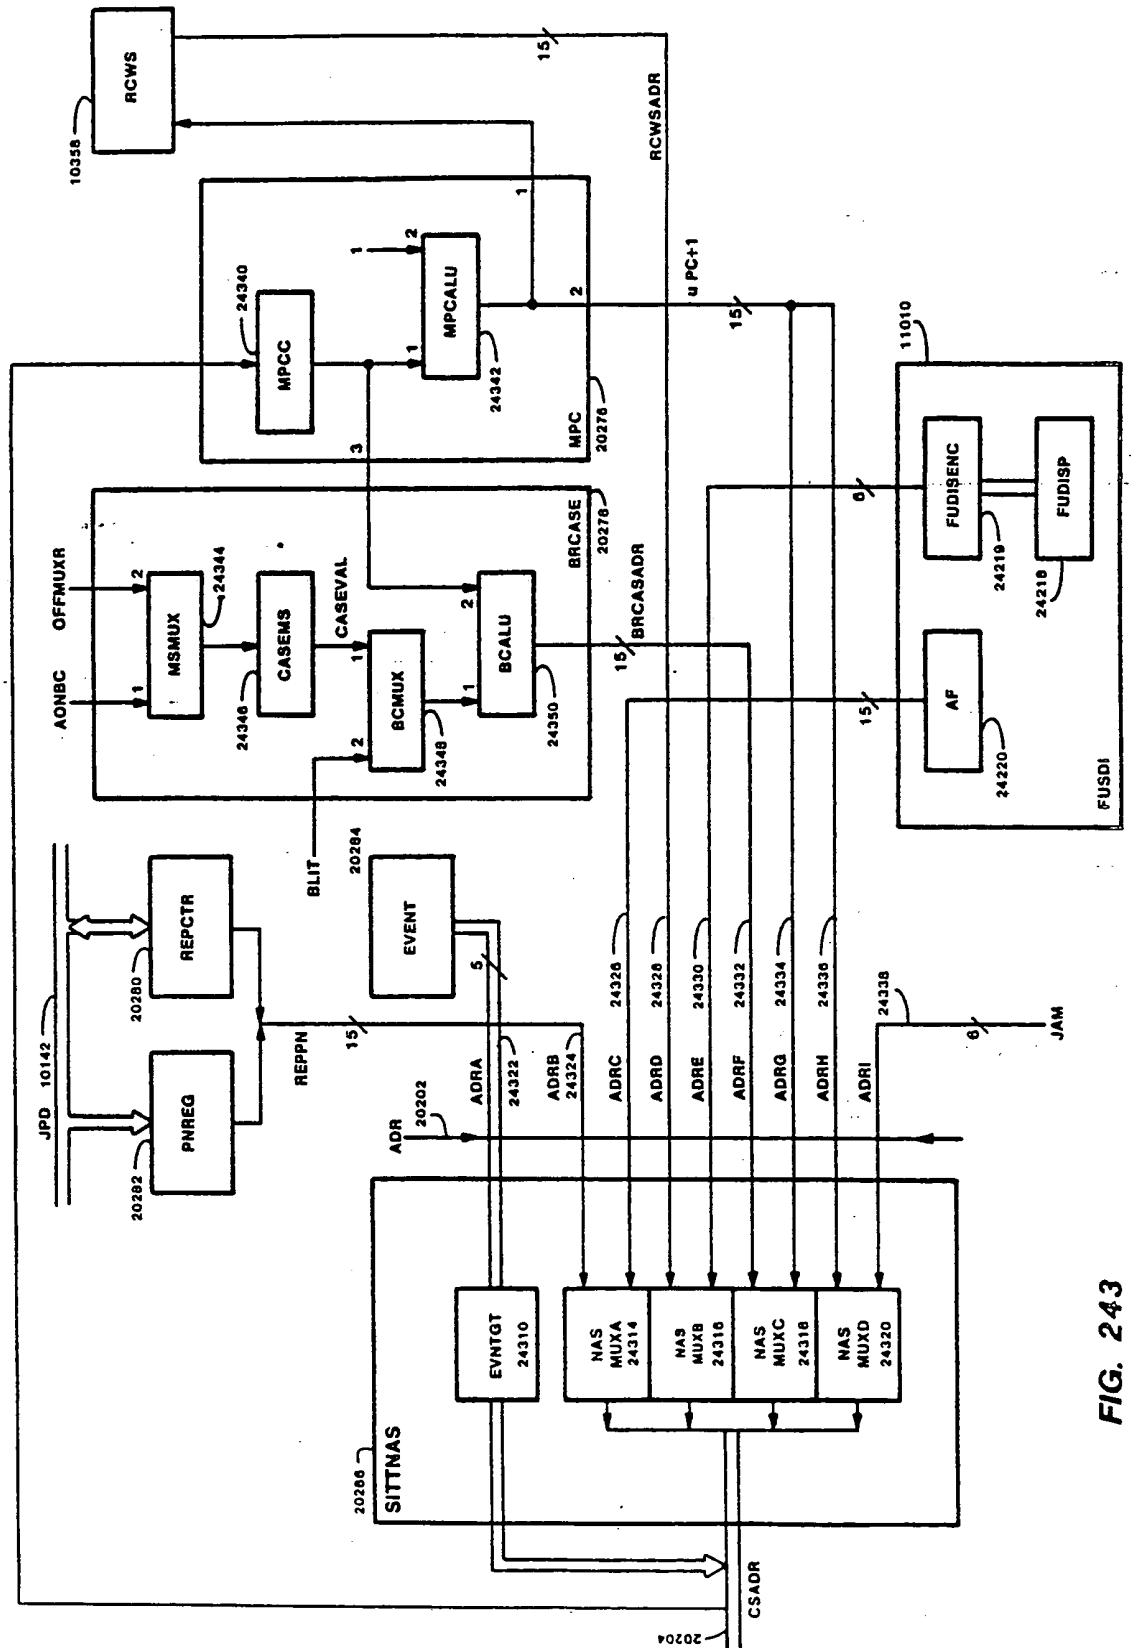 JPD 10142
PNREG
20282
REPCTR
20280
REPPN
15
AONBC
OFFMUXR
1
2
MSMUX
24344
CASEMS
24346
CASEVAL
1
2
BCMUX
24348
BLIT
1
2
BCALU
24350
BRCASE
20278
15
BRCASADR
MPCC
24340
3
1
1
2
MPCALU
24342
1
2
MPC
20276
RCWS
10358
15
RCWSADR
15
u PC+1
EVENT
20284
5
ADRA
24322
ADRB
24324
ADR
20202
ADRC
24326
ADRD
24328
ADRE
24330
ADRF
24332
ADRG
24334
ADRH
24336
ADRI
24338
6
JAM
15
6
11010
AF
24220
FUDISENC
24219
FUDISP
24218
FUSDI
20286
SITTNAS
EVNTGT
24310
NAS
MUXA
24314
NAS
MUXB
24316
NAS
MUXC
24318
NAS
MUXD
24320
CSADR
20204
FIG. 243